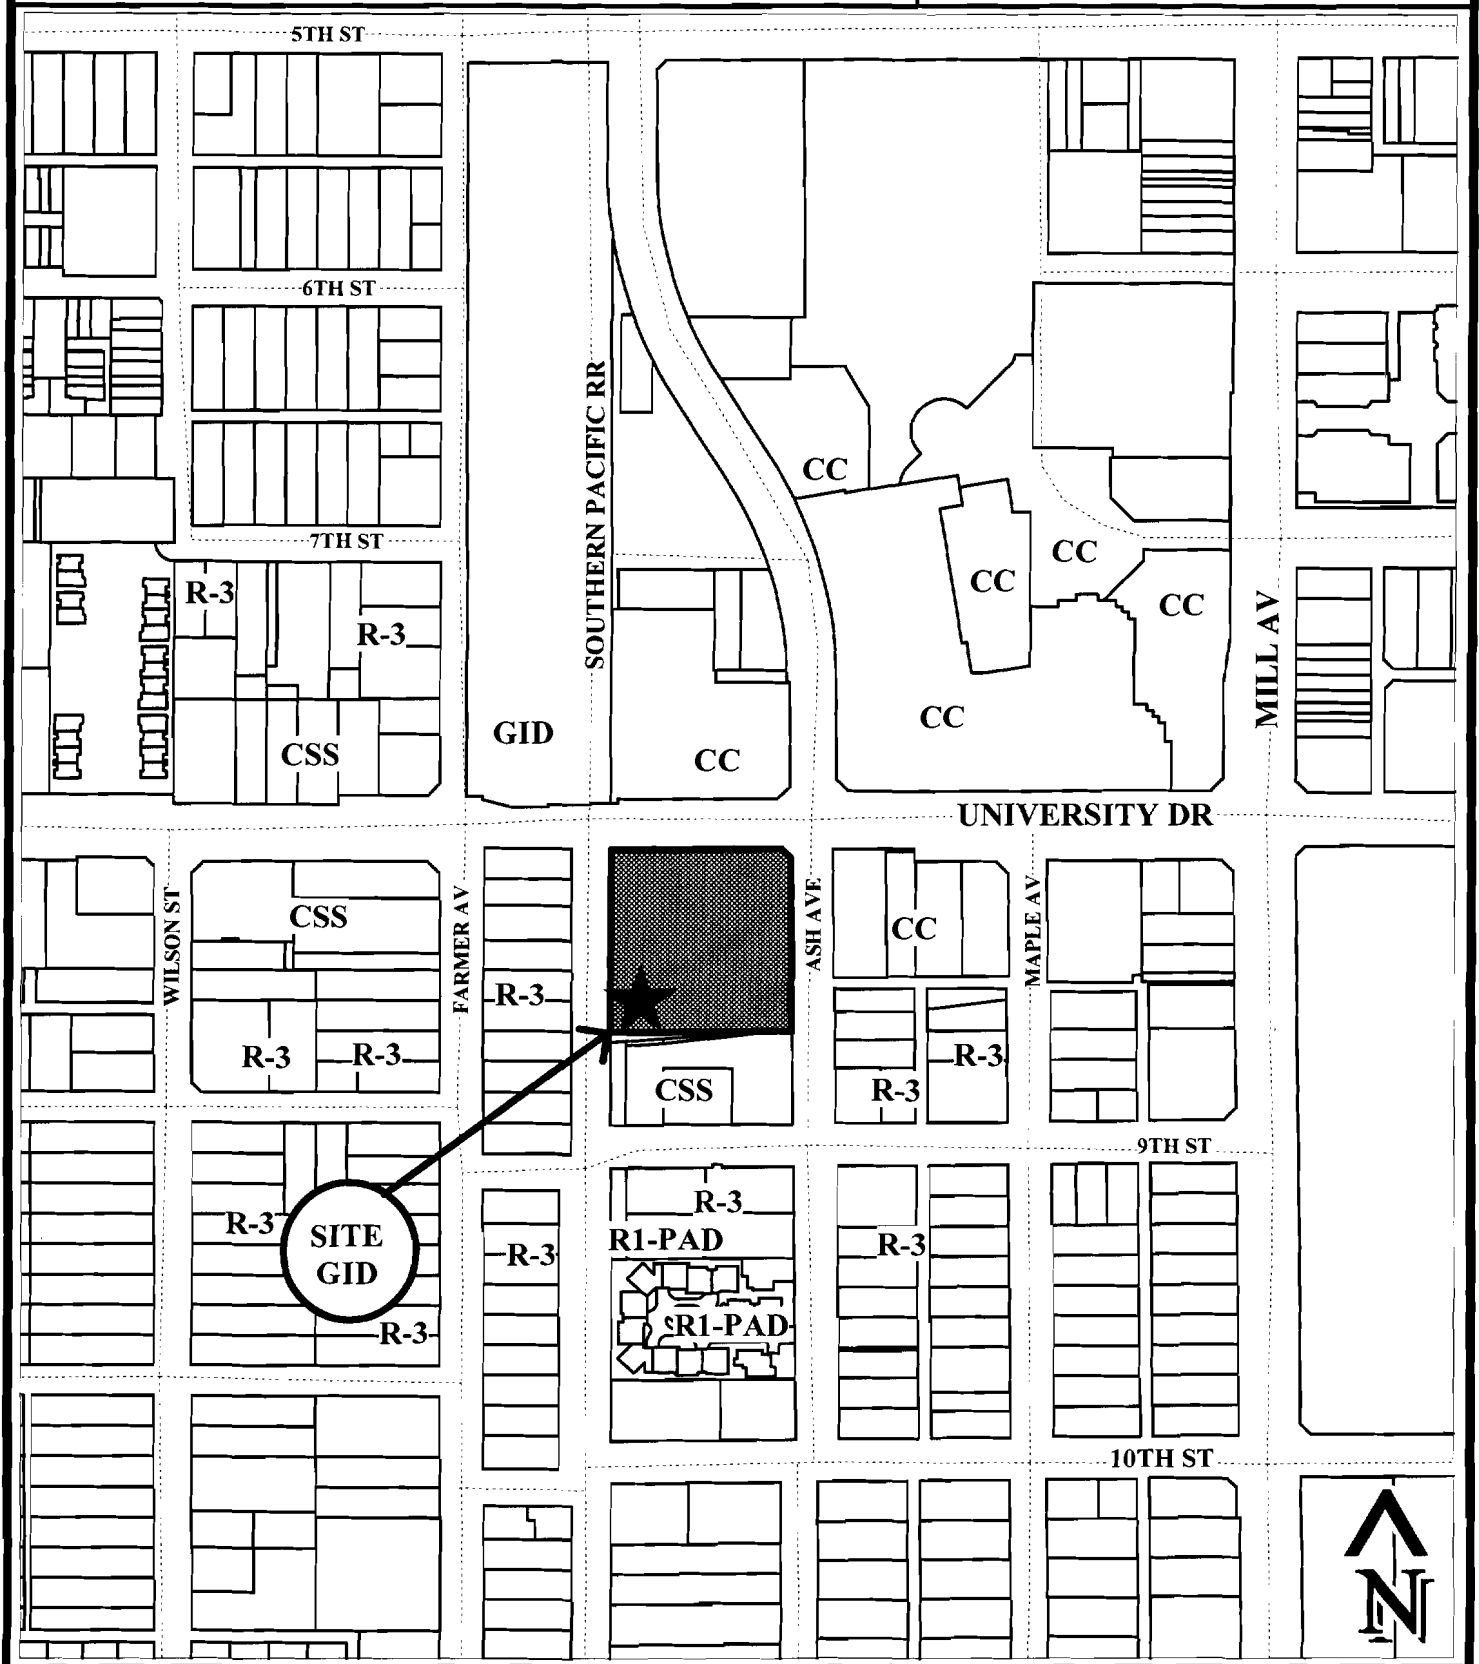 5TH ST
6TH ST
SOUTHERN PACIFIC RR
CC
7TH ST
CC
CC
R-3
CC
R-3
MILL AV
CC
GID
CSS
CC
UNIVERSITY DR
WILSON ST
CSS
FARMER AV
R-3
ASH AVE
CC
MAPLE AV
R-3
R-3
R-3
R-3
CSS
9TH ST
R-3
R-3
SITE
GID
R1-PAD
R-3
R-3
R1-PAD
R-3
10TH ST
N